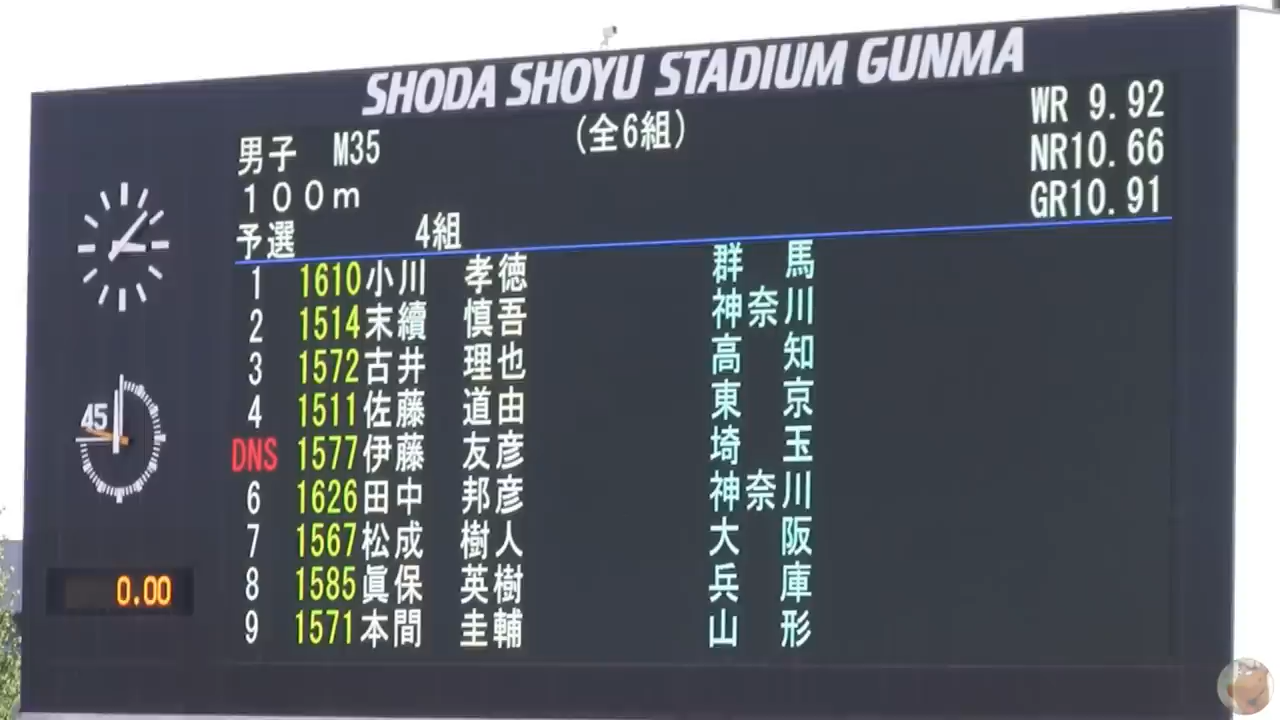 SHODA SHOYU STADIUM GUNMA
男子 M35 (全6組) WR 9.92
100m NR10.66
予選 4組 GR10.91
1 1610 小川 孝徳 群馬
2 1514 末續 慎吾 神奈川
3 1572 古井 理也 高知
4 1511 佐藤 道由 東京
DNS 1577 伊藤 友彦 埼玉
6 1626 田中 邦彦 神奈川
7 1567 松成 樹人 大阪
8 1585 眞保 英樹 兵庫
9 1571 本間 圭輔 山形
45
0.00